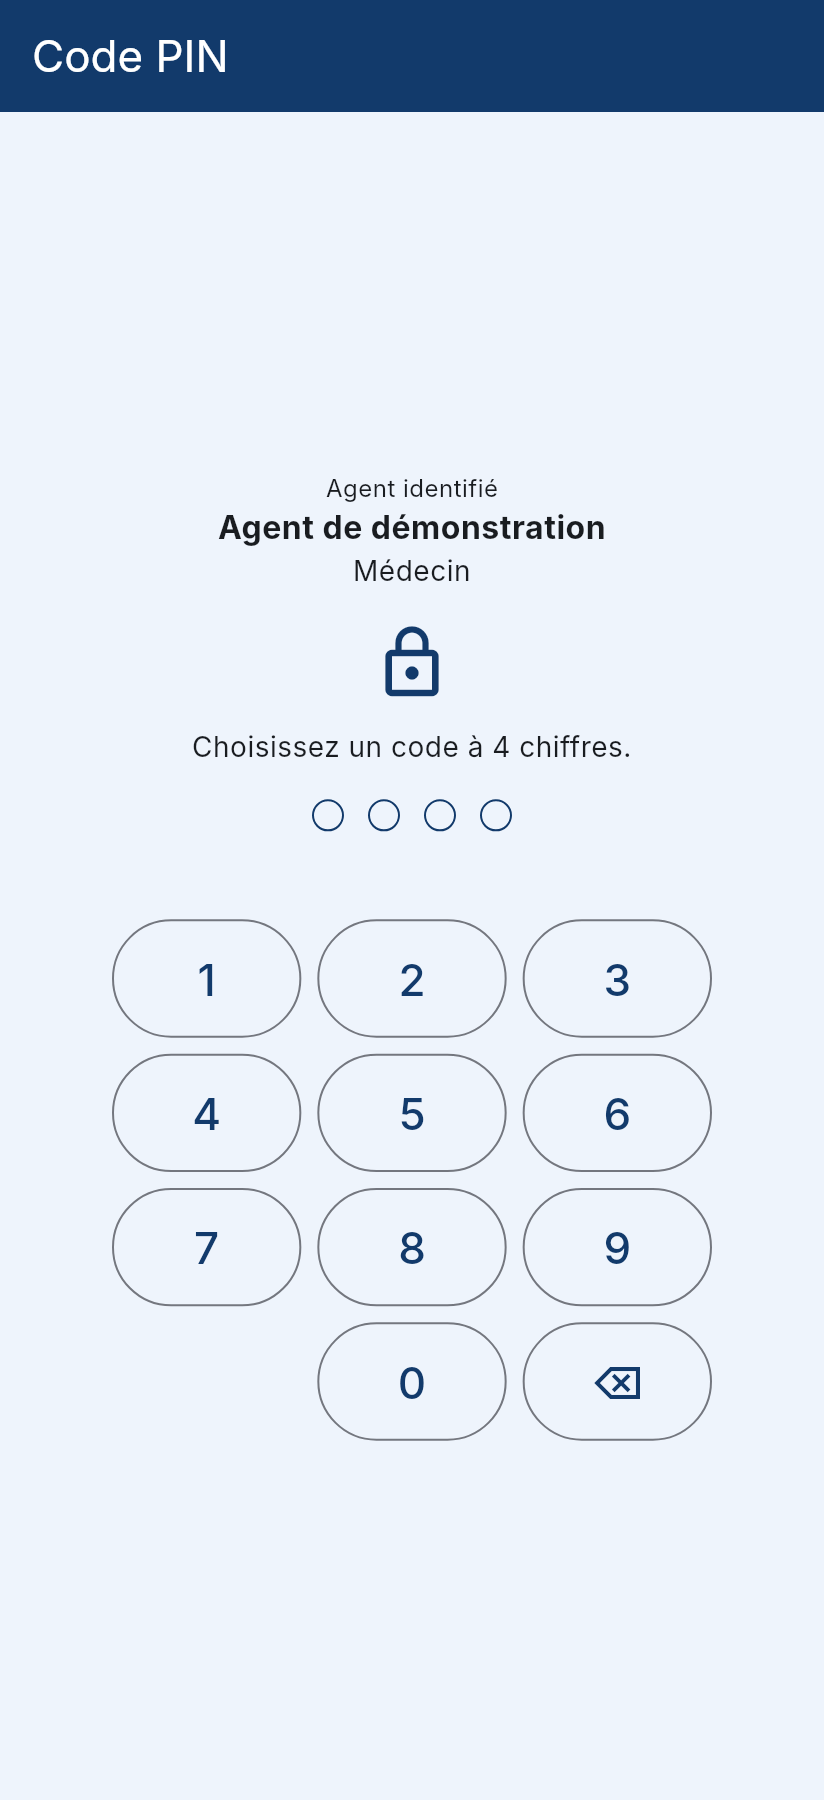 Code PIN
Agent identifié
Agent de démonstration
Médecin
Choisissez un code à 4 chiffres.
1 2 3
4 5 6
7 8 9
0